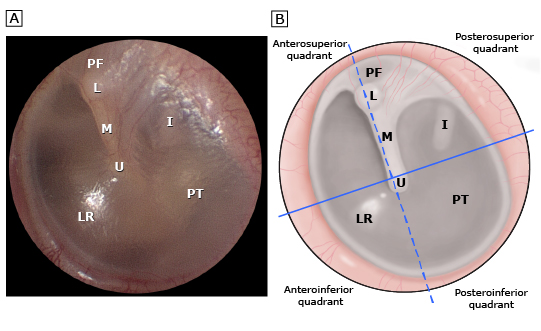 A
PF
L
M
I
U
PT
LR
B
Anterosuperior
quadrant
Posterosuperior
quadrant
PF
L
M
I
U
PT
LR
Anteroinferior
quadrant
Posteroinferior
quadrant